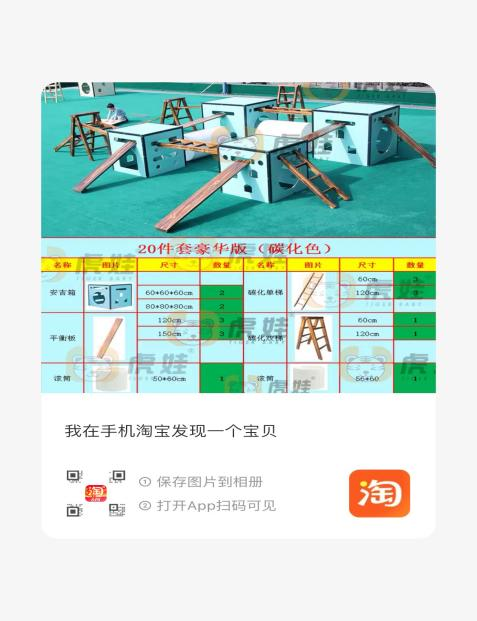 虎娃
TIGER BABY
20件套豪华版（碳化色）
名称 图片 尺寸 数量 名称 图片 尺寸 数量
安吉箱 60*60*60cm 2 碳化单梯 60cm 3
80*80*80cm 2 120cm 3
平衡板 120cm 3 碳化双梯 60cm 1
150cm 3 120cm 1
滚筒 50*60cm 1 滚筒 56*60 1
我在手机淘宝发现一个宝贝
① 保存图片到相册
② 打开App扫码可见
淘